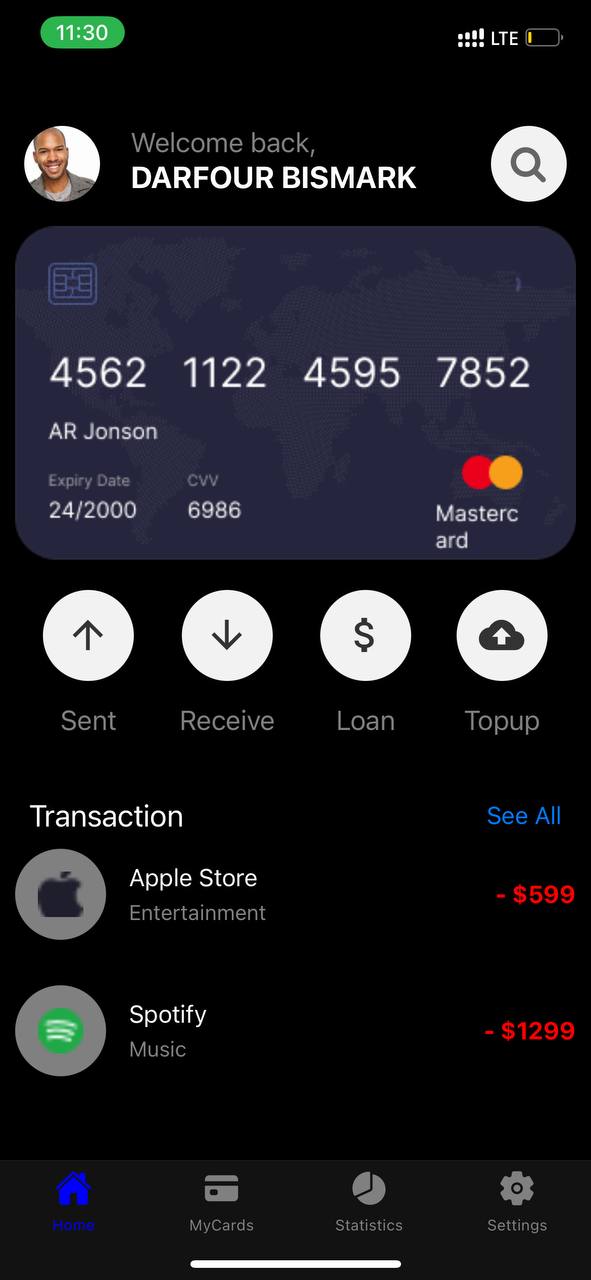 11:30
LTE
Welcome back,
DARFOUR BISMARK
4562 1122 4595 7852
AR Jonson
Expiry Date CVV
24/2000 6986
Masterc
ard
Sent Receive Loan Topup
Transaction See All
Apple Store
Entertainment
- $599
Spotify
Music
- $1299
Home MyCards Statistics Settings